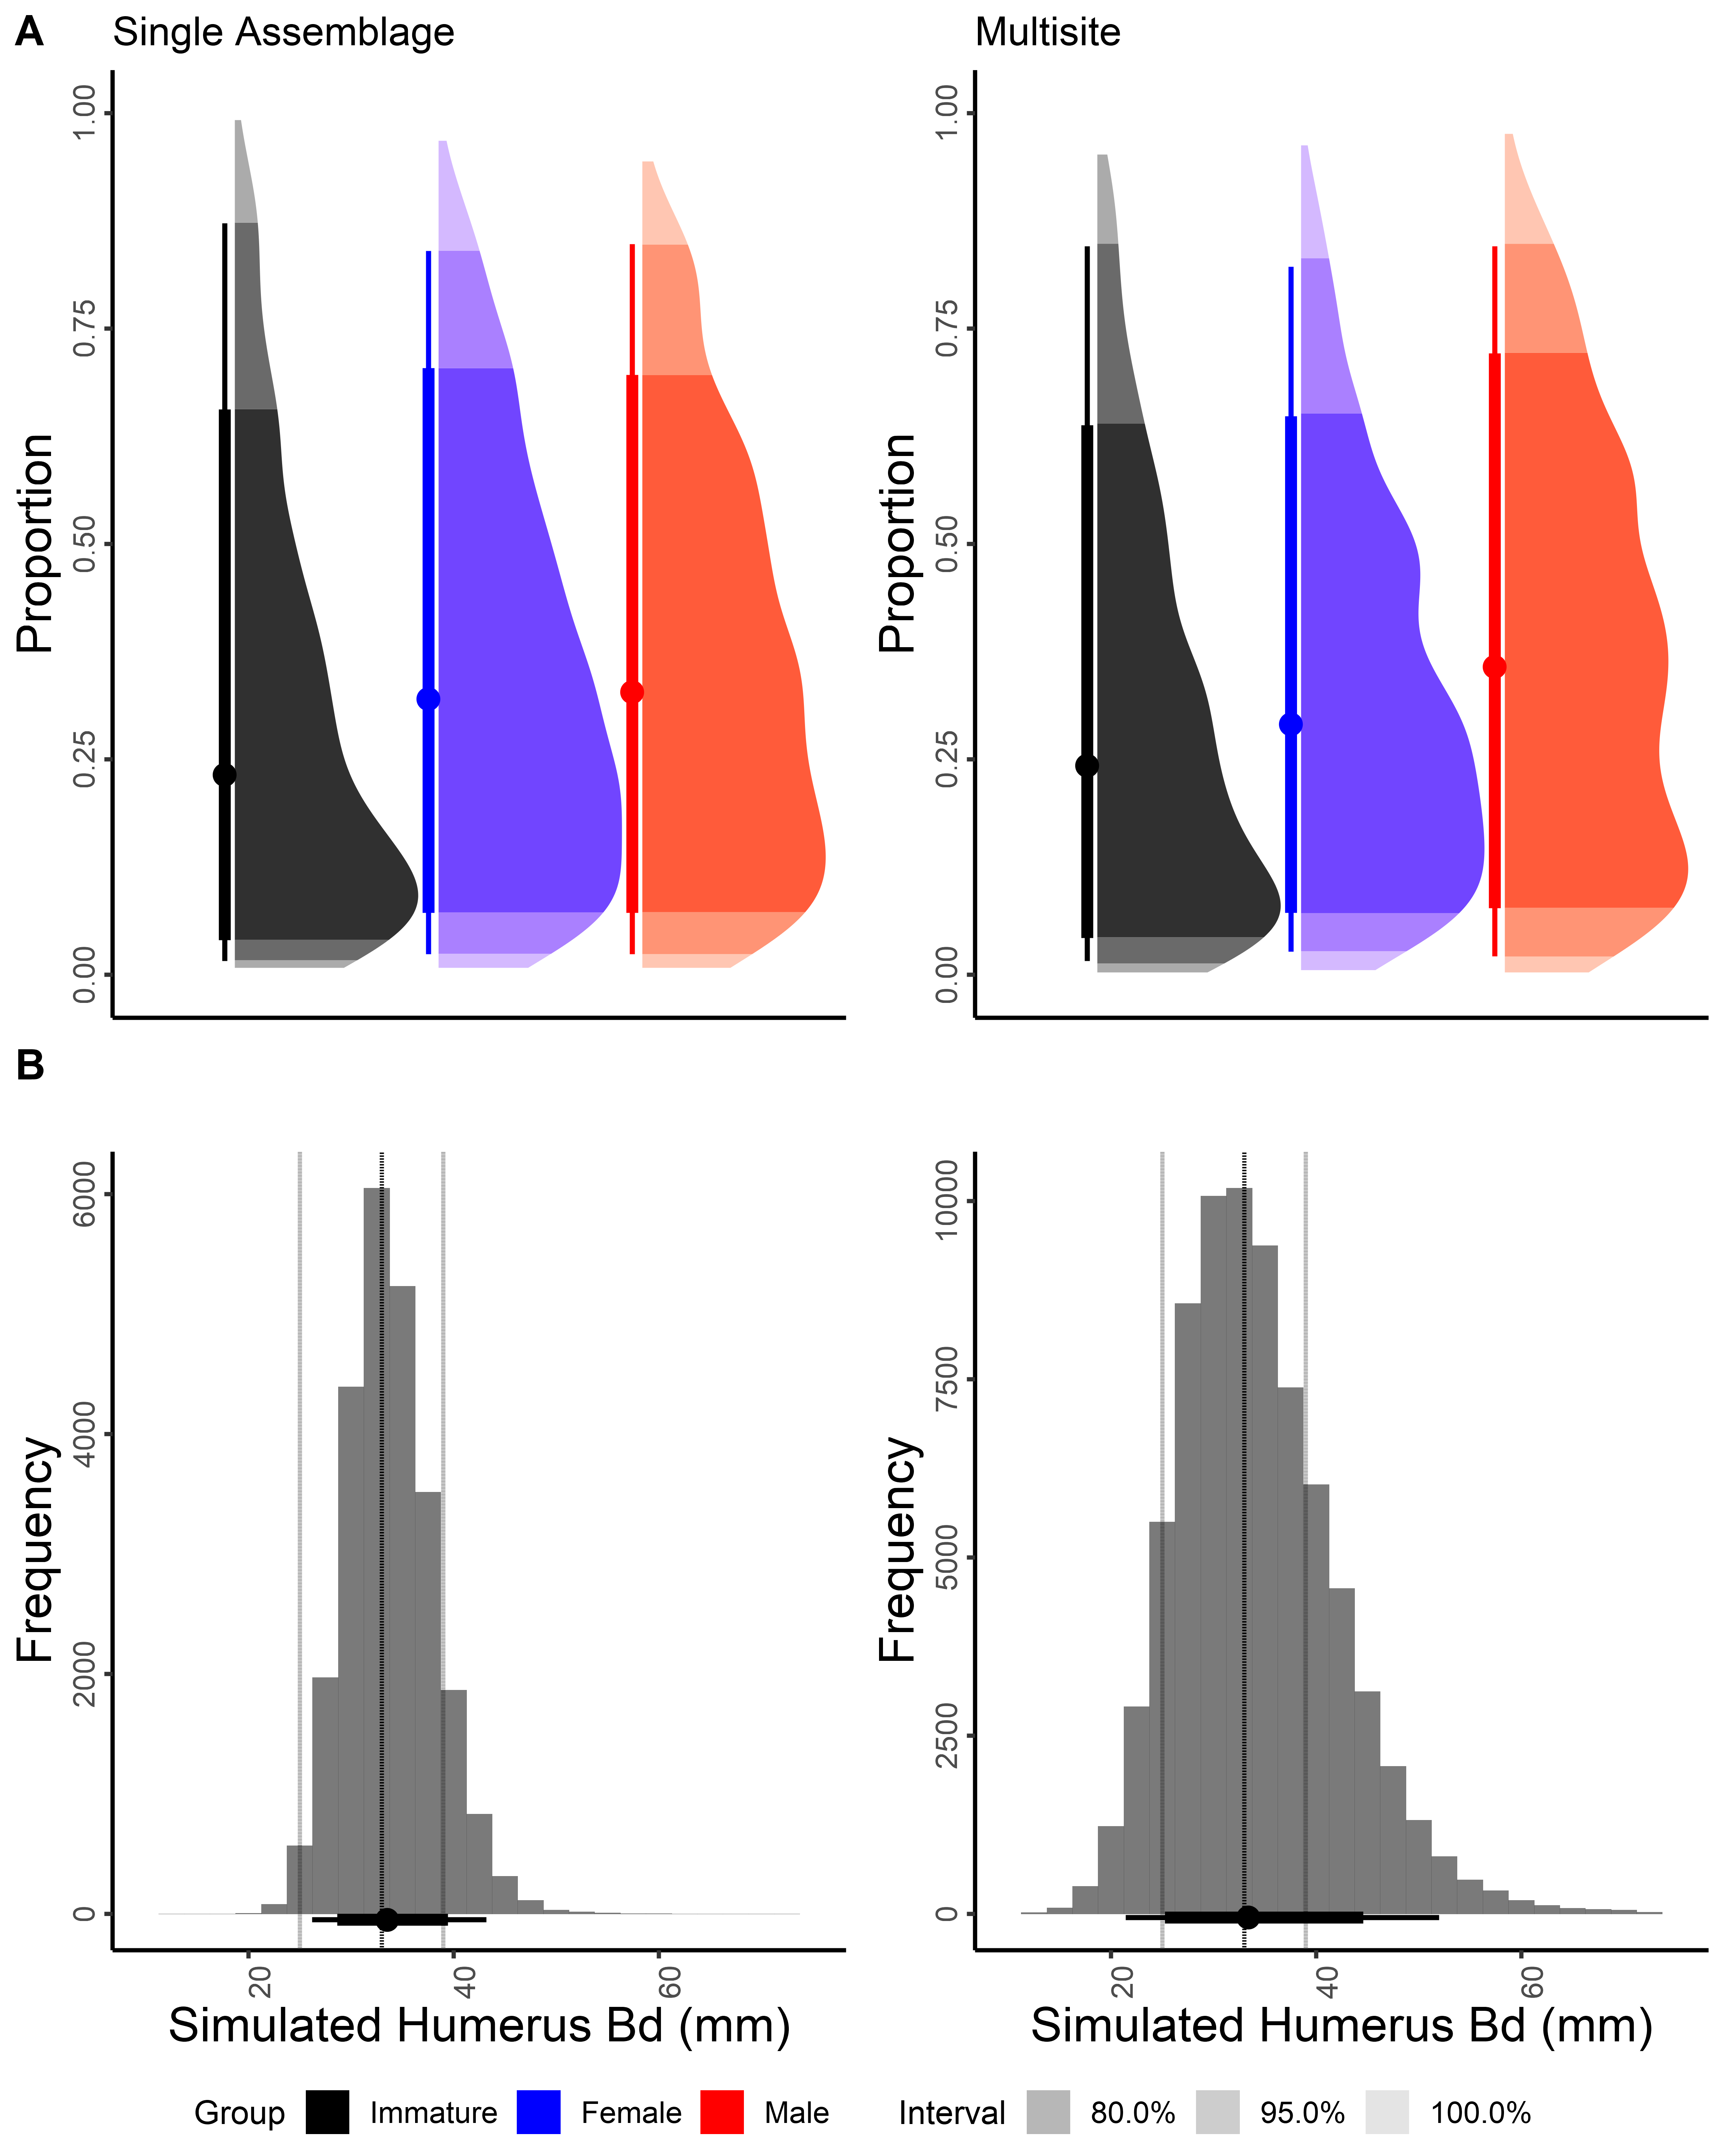 A
Single Assemblage
Multisite
Proportion
0.00
0.25
0.50
0.75
1.00
Proportion
0.00
0.25
0.50
0.75
1.00
B
Frequency
0
2000
4000
6000
20
40
60
Simulated Humerus Bd (mm)
Frequency
0
2500
5000
7500
10000
20
40
60
Simulated Humerus Bd (mm)
Group Immature Female Male
Interval 80.0% 95.0% 100.0%